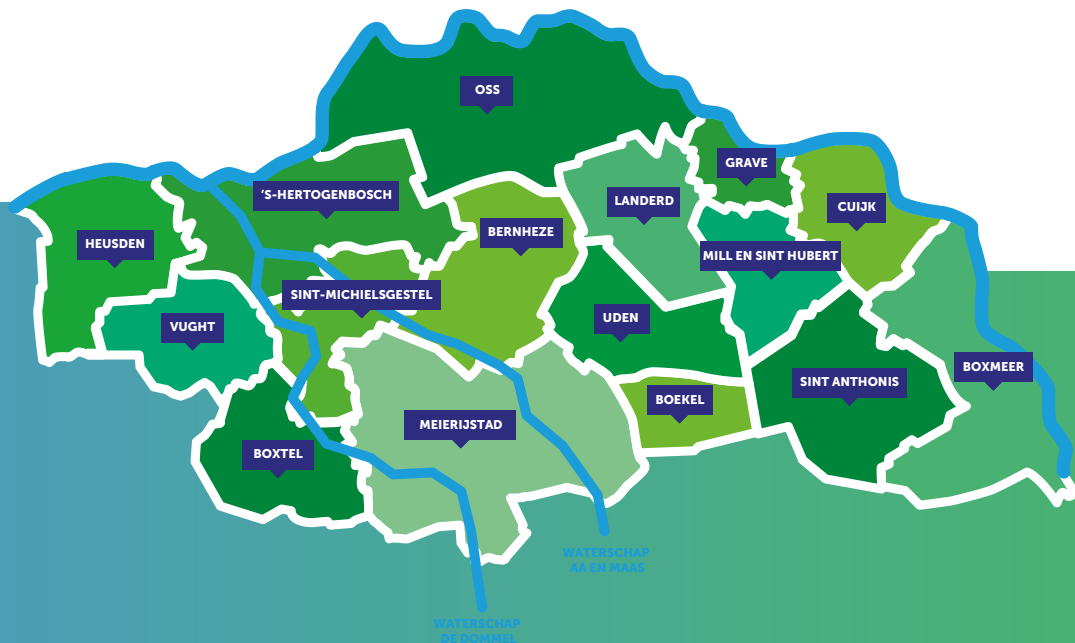 OSS
GRAVE
'S-HERTOGENBOSCH
LANDERD
CUIJK
HEUSDEN
BERNHEZE
MILL EN SINT HUBERT
SINT-MICHIELSGESTEL
VUGHT
UDEN
BOXMEER
SINT ANTHONIS
BOEKEL
MEIERIJSTAD
BOXTEL
WATERSCHAP
AA EN MAAS
WATERSCHAP
DE DOMMEL